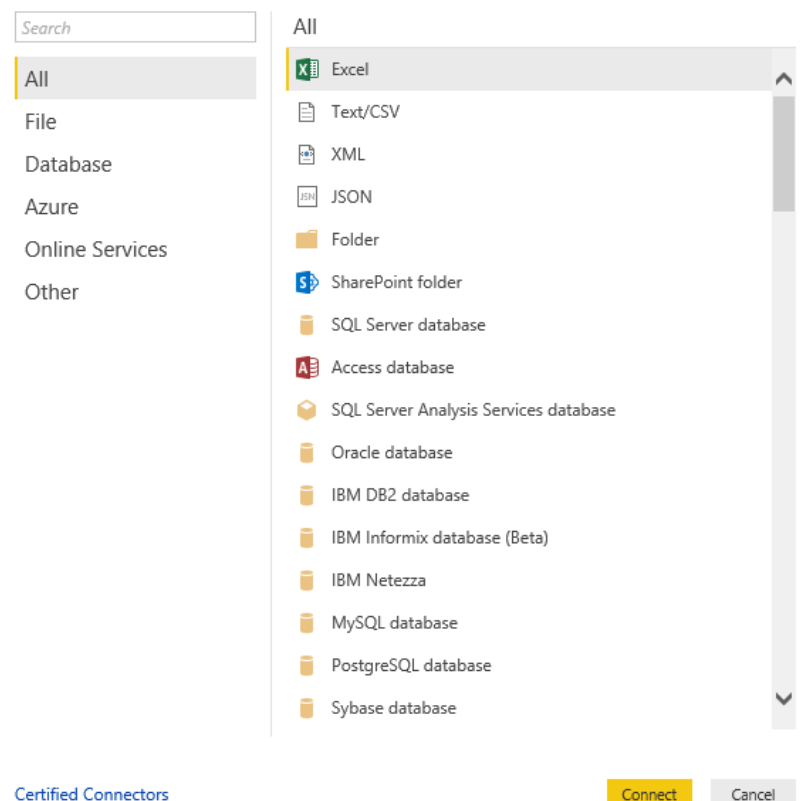 Search
All
File
Database
Azure
Online Services
Other
All
Excel
Text/CSV
XML
JSN JSON
Folder
S SharePoint folder
SQL Server database
A Access database
SQL Server Analysis Services database
Oracle database
IBM DB2 database
IBM Informix database (Beta)
IBM Netezza
MySQL database
PostgreSQL database
Sybase database
Certified Connectors
Connect
Cancel